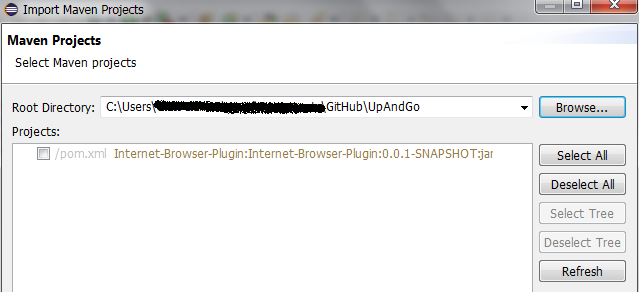 Import Maven Projects
Maven Projects
Select Maven projects
Root Directory: C:\Users\ \GitHub\UpAndGo Browse...
Projects:
/pom.xml Internet-Browser-Plugin:Internet-Browser-Plugin:0.0.1-SNAPSHOT:jar
Select All
Deselect All
Select Tree
Deselect Tree
Refresh